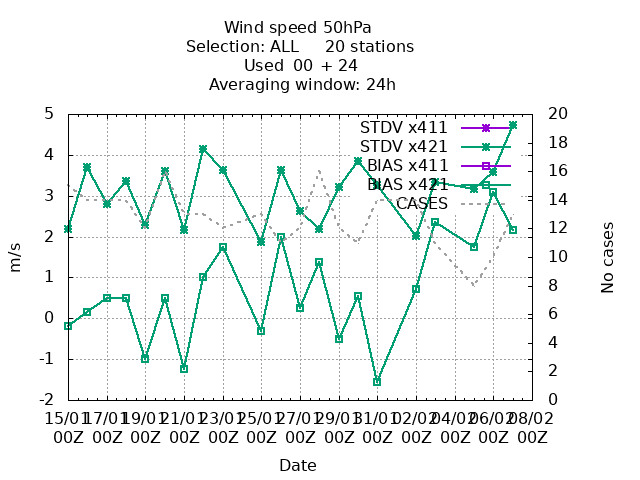 Wind speed 50hPa
Selection: ALL 20 stations
Used 00 + 24
Averaging window: 24h
5 20
STDV x411
18
STDV x421
4
16
BIAS x411
BIAS x421
3 14
CASES
2 12
m/s
No cases
10
1
8
0 6
4
-1
2
-2 0
15/01 17/01 19/01 21/01 23/01 25/01 27/01 29/01 31/01 02/02 04/02 06/02 08/02
00Z 00Z 00Z 00Z 00Z 00Z 00Z 00Z 00Z 00Z 00Z 00Z 00Z
Date